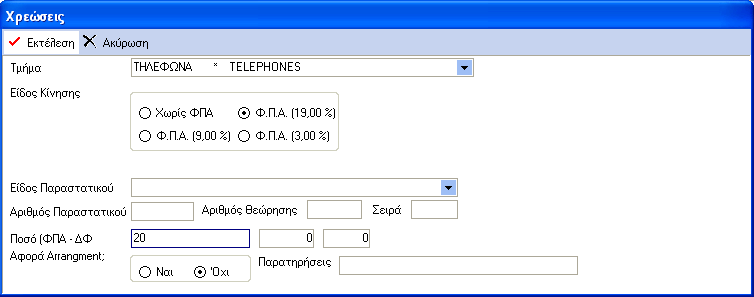 Χρεώσεις
Εκτέλεση Ακύρωση
Τμήμα ΤΗΛΕΦΩΝΑ * TELEPHONES
Είδος Κίνησης
Χωρίς ΦΠΑ Φ.Π.Α. (19,00 %)
Φ.Π.Α. (9,00 %) Φ.Π.Α. (3,00 %)
Είδος Παραστατικού
Αριθμός Παραστατικού Αριθμός Θεώρησης Σειρά
Ποσό (ΦΠΑ - ΔΦ 20 0 0
Αφορά Arrangment; Ναι Όχι Παρατηρήσεις